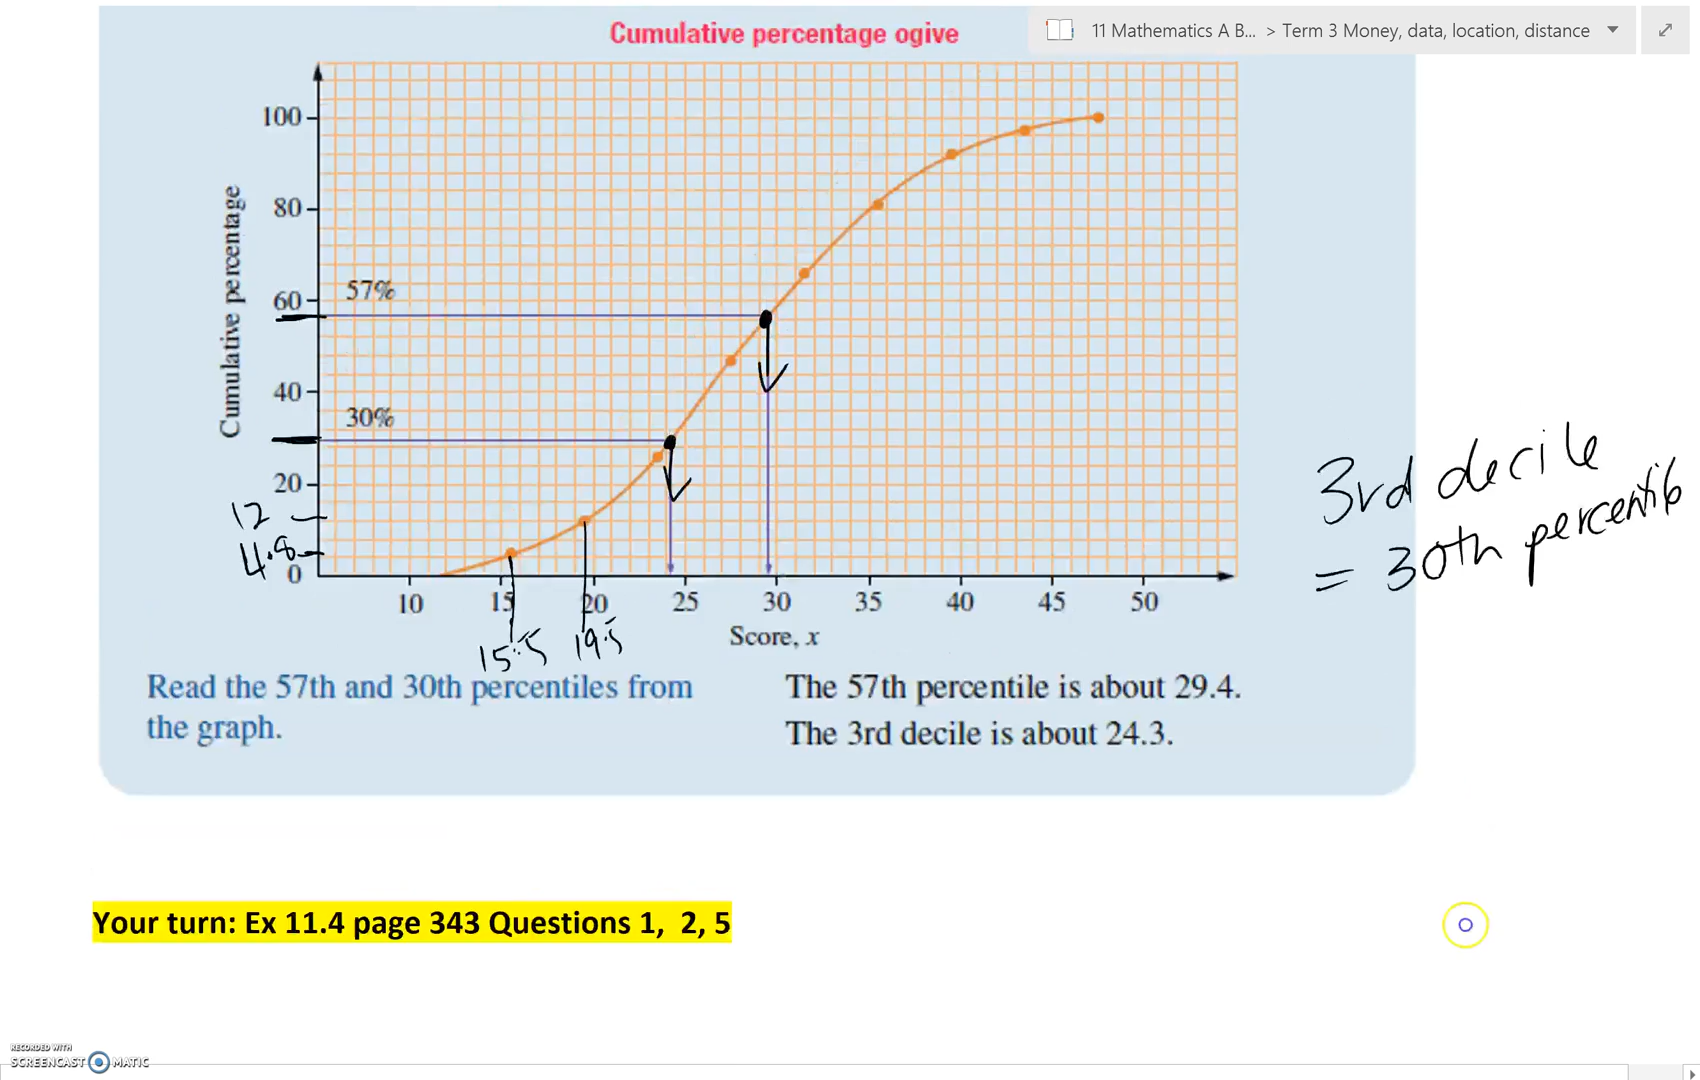 Cumulative percentage ogive
11 Mathematics A B... > Term 3 Money, data, location, distance
100
80
57%
60
Cumulative percentage
40
30%
20
12
4.8
0
10 15 20 25 30 35 40 45 50
15.5 19.5
Score, x
3rd decile
= 30th percentile
Read the 57th and 30th percentiles from
the graph.
The 57th percentile is about 29.4.
The 3rd decile is about 24.3.
Your turn: Ex 11.4 page 343 Questions 1, 2, 5
RECORDED WITH
SCREENCAST MATIC